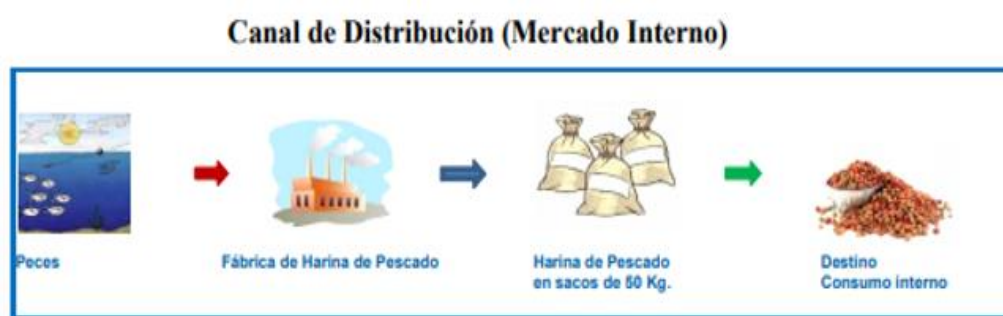 Canal de Distribución (Mercado Interno)
Peces
Fábrica de Harina de Pescado
Harina de Pescado
en sacos de 50 Kg.
Destino
Consumo interno